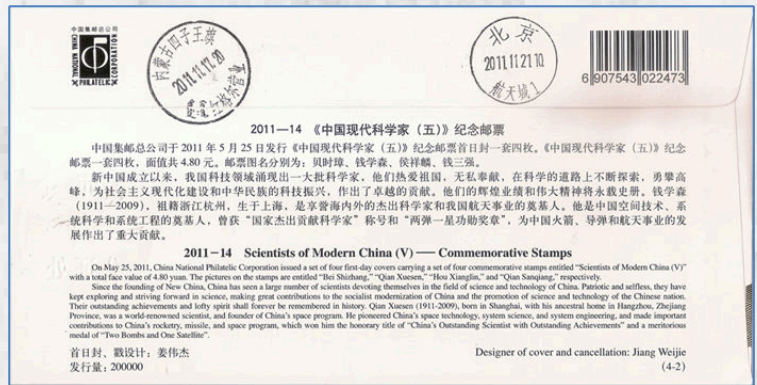 中国集邮总公司
CHINA NATIONAL PHILATELIC CORPORATION
内蒙古四子王旗
2011.11.17.20
北京
2011.11.21.10
航天城1
6 907543 022473
2011—14 《中国现代科学家（五）》纪念邮票
中国集邮总公司于 2011 年 5 月 25 日发行《中国现代科学家（五）》纪念邮票首日封一套四枚。《中国现代科学家（五）》纪念
邮票一套四枚，面值共 4.80 元。邮票图名分别为：贝时璋、钱学森、侯祥麟、钱三强。
新中国成立以来，我国科技领域涌现出一大批科学家，他们热爱祖国，无私奉献，在科学的道路上不断探索，勇攀高
峰，为社会主义现代化建设和中华民族的科技振兴，作出了卓越的贡献。他们的辉煌业绩和伟大精神将永载史册。钱学森
（1911—2009），祖籍浙江杭州，生于上海，是享誉海内外的杰出科学家和我国航天事业的奠基人。他是中国空间技术、系
统科学和系统工程的奠基人，曾获“国家杰出贡献科学家”称号和“两弹一星功勋奖章”，为中国火箭、导弹和航天事业的发
展作出了重大贡献。
2011−14 Scientists of Modern China (V) —— Commemorative Stamps
On May 25, 2011, China National Philatelic Corporation issued a set of four first-day covers carrying a set of four commemorative stamps entitled “Scientists of Modern China (V)”
with a total face value of 4.80 yuan. The pictures on the stamps are entitled “Bei Shizhang,” “Qian Xuesen,” “Hou Xianglin,” and “Qian Sanqiang,” respectively.
Since the founding of New China, China has seen a large number of scientists devoting themselves in the field of science and technology of China. Patriotic and selfless, they have
kept exploring and striving forward in science, making great contributions to the socialist modernization of China and the promotion of science and technology of the Chinese nation.
Their outstanding achievements and lofty spirit shall forever be remembered in history. Qian Xuesen (1911-2009), born in Shanghai, with his ancestral home in Hangzhou, Zhejiang
Province, was a world-renowned scientist, and founder of China's space program. He pioneered China's space technology, system science, and system engineering, and made important
contributions to China's rocketry, missile, and space program, which won him the honorary title of “China's Outstanding Scientist with Outstanding Achievements” and a meritorious
medal of “Two Bombs and One Satellite”.
首日封、戳设计：姜伟杰
Designer of cover and cancellation: Jiang Weijie
发行量：200000
(4-2)